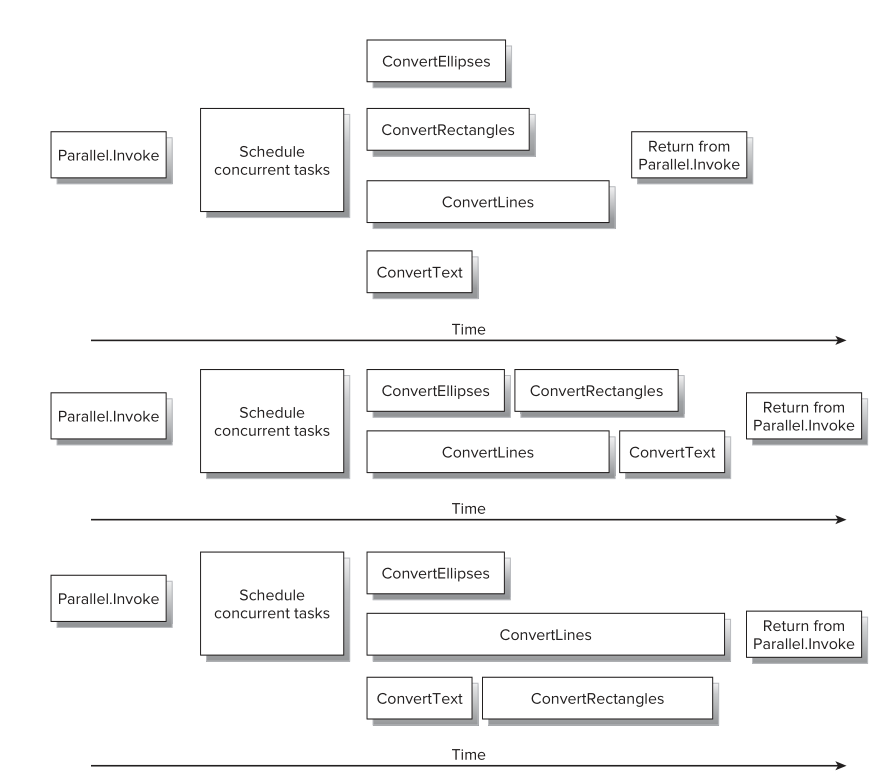 ConvertEllipses
Parallel.Invoke
Schedule
concurrent tasks
ConvertRectangles
Return from
Parallel.Invoke
ConvertLines
ConvertText
Time
Parallel.Invoke
Schedule
concurrent tasks
ConvertEllipses
ConvertRectangles
Return from
Parallel.Invoke
ConvertLines
ConvertText
Time
Parallel.Invoke
Schedule
concurrent tasks
ConvertEllipses
ConvertLines
Return from
Parallel.Invoke
ConvertText
ConvertRectangles
Time